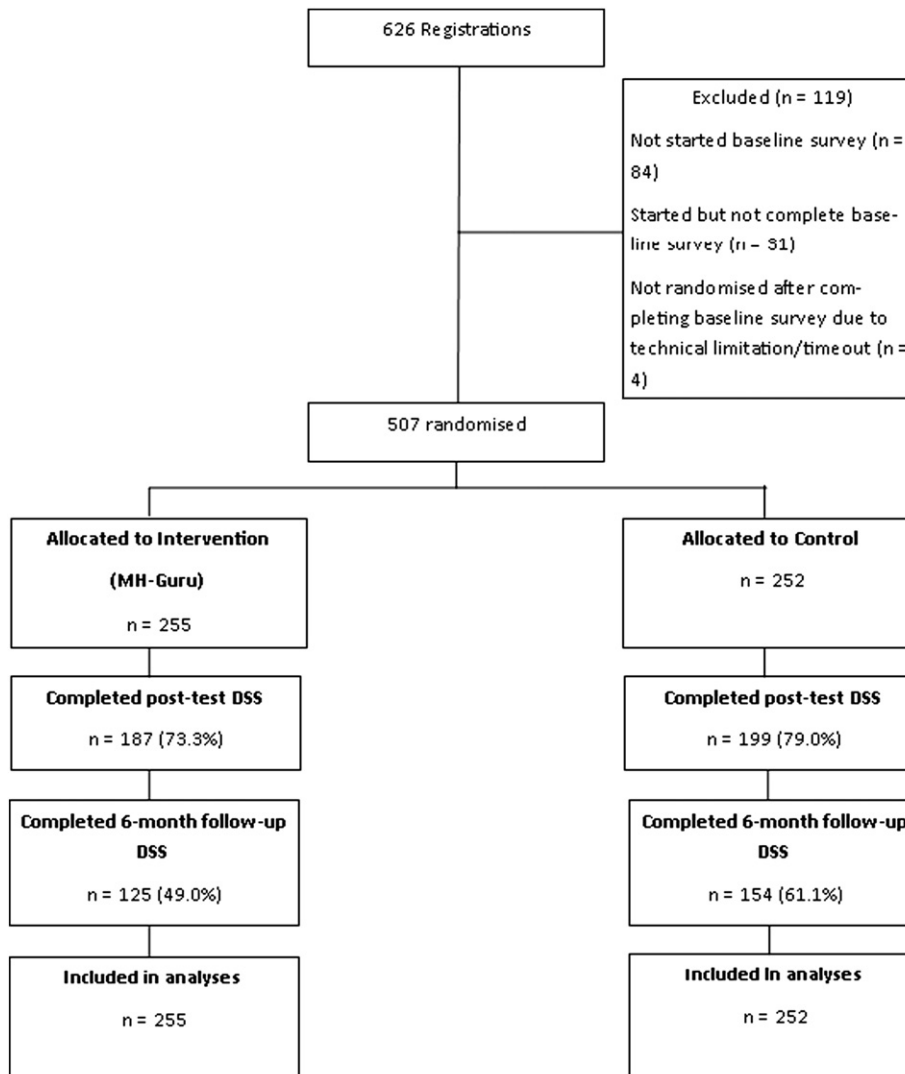 626 Registrations
Excluded (n = 119)
Not started baseline survey (n =
84)
Started but not complete base-
line survey (n = 31)
Not randomised after com-
pleting baseline survey due to
technical limitation/timeout (n =
4)
507 randomised
Allocated to Intervention
(MH-Guru)
n = 255
Completed post-test DSS
n = 187 (73.3%)
Completed 6-month follow-up
DSS
n = 125 (49.0%)
Included in analyses
n = 255
Allocated to Control
n = 252
Completed post-test DSS
n = 199 (79.0%)
Completed 6-month follow-up
DSS
n = 154 (61.1%)
Included in analyses
n = 252